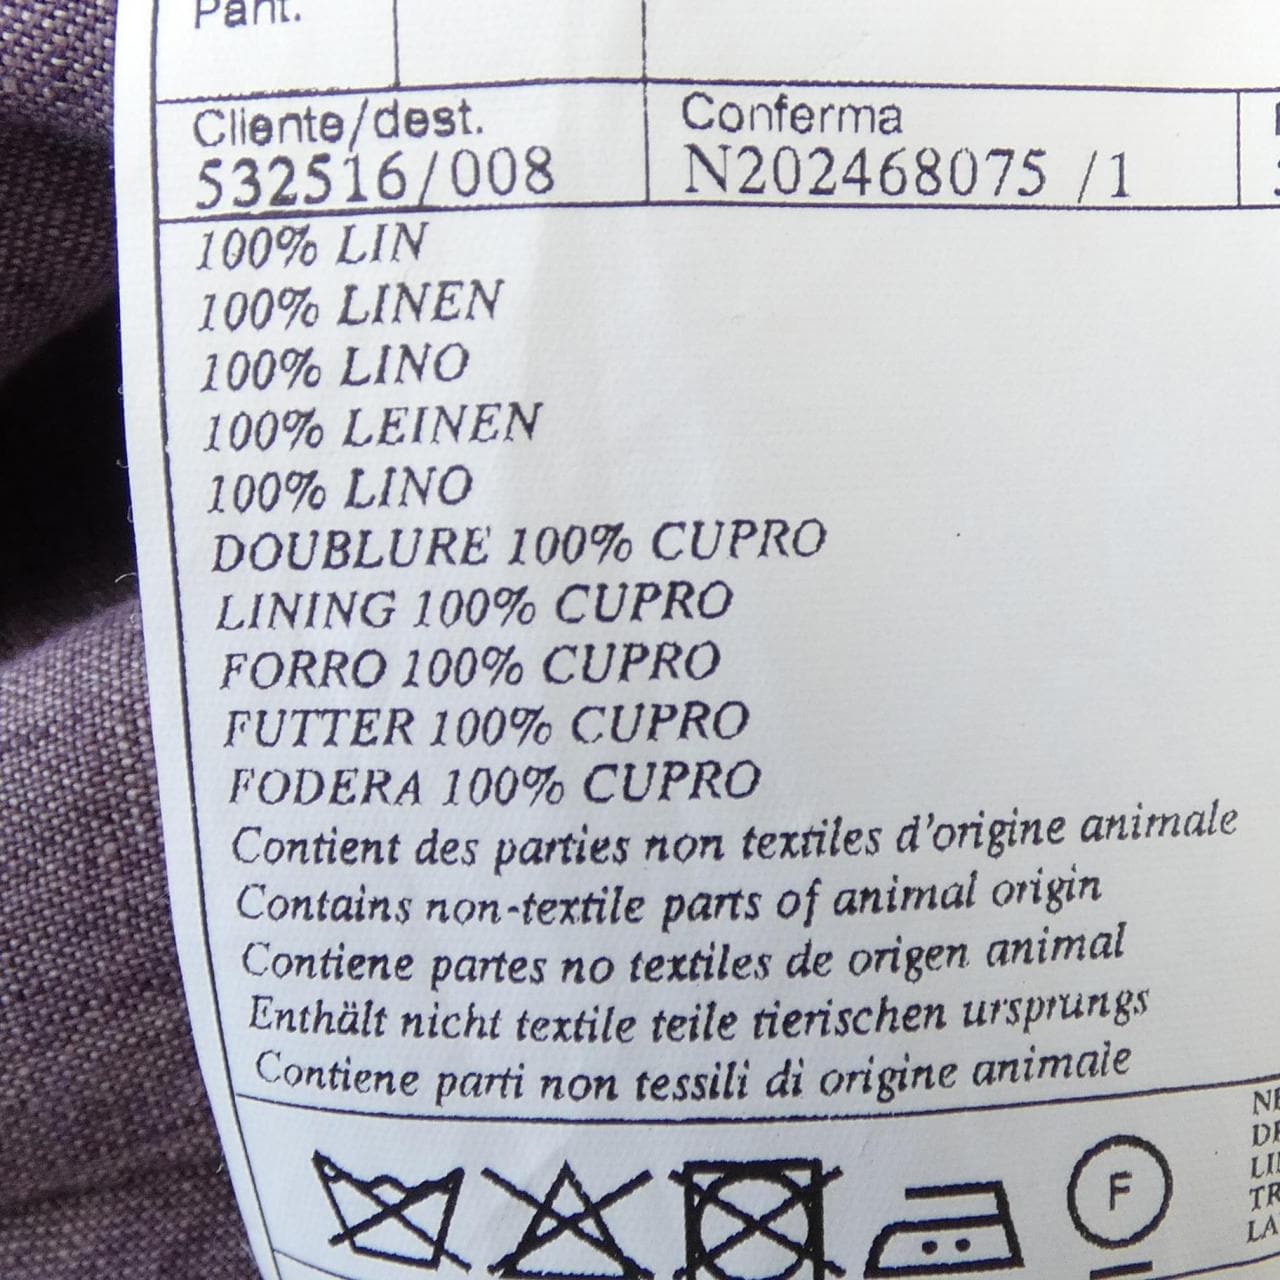 Pant.
Cliente/dest.
532516/008
Conferma
N202468075 /1
100% LIN
100% LINEN
100% LINO
100% LEINEN
100% LINO
DOUBLURE 100% CUPRO
LINING 100% CUPRO
FORRO 100% CUPRO
FUTTER 100% CUPRO
FODERA 100% CUPRO
Contient des parties non textiles d'origine animale
Contains non-textile parts of animal origin
Contiene partes no textiles de origen animal
Enthält nicht textile teile tierischen ursprungs
Contiene parti non tessili di origine animale
F